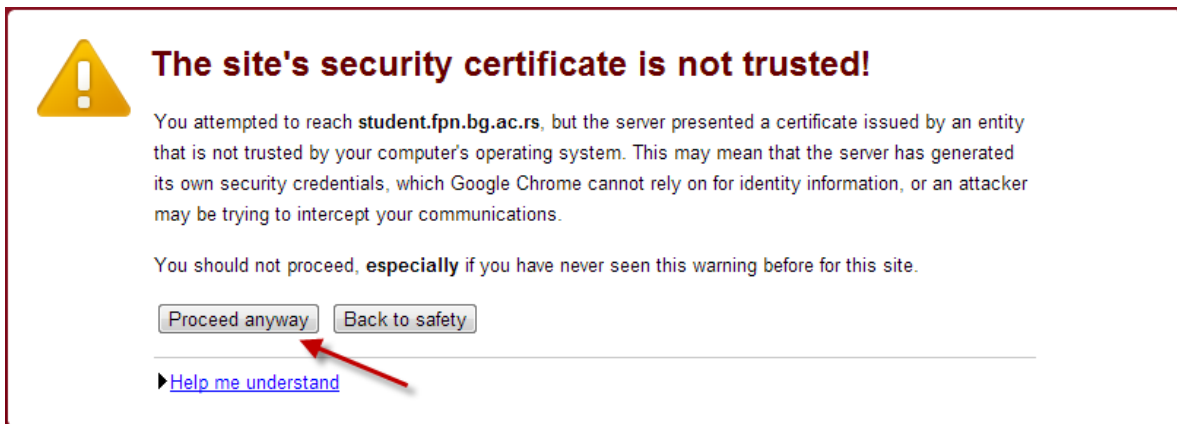 The site's security certificate is not trusted!
You attempted to reach student.fpn.bg.ac.rs, but the server presented a certificate issued by an entity
that is not trusted by your computer's operating system. This may mean that the server has generated
its own security credentials, which Google Chrome cannot rely on for identity information, or an attacker
may be trying to intercept your communications.
You should not proceed, especially if you have never seen this warning before for this site.
Proceed anyway Back to safety
Help me understand